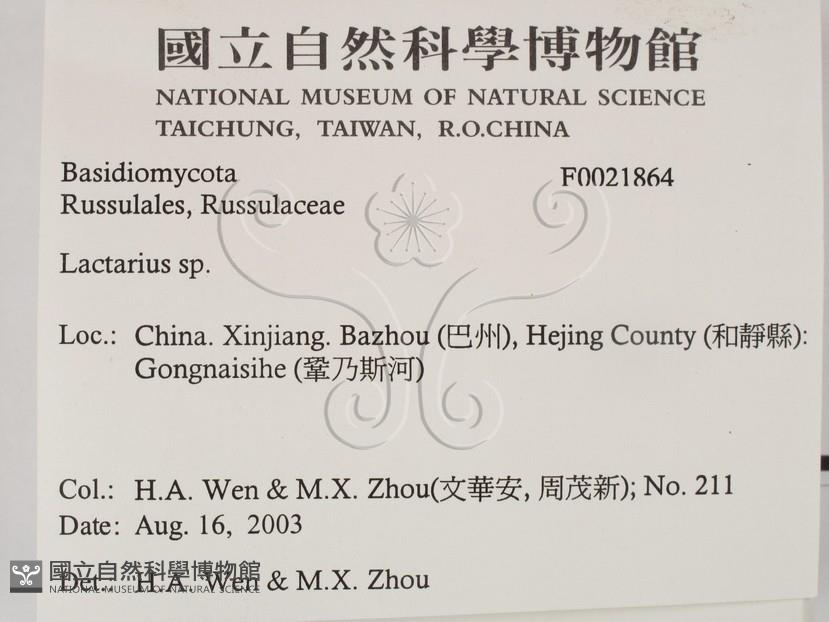 國立自然科學博物館
NATIONAL MUSEUM OF NATURAL SCIENCE
TAICHUNG, TAIWAN, R.O.CHINA
Basidiomycota F0021864
Russulales, Russulaceae
Lactarius sp.
Loc.: China. Xinjiang. Bazhou (巴州), Hejing County (和靜縣):
Gongnaisihe (鞏乃斯河)
Col.: H.A. Wen & M.X. Zhou(文華安, 周茂新); No. 211
Date: Aug. 16, 2003
Det.: H.A. Wen & M.X. Zhou
國立自然科學博物館
NATIONAL MUSEUM OF NATURAL SCIENCE